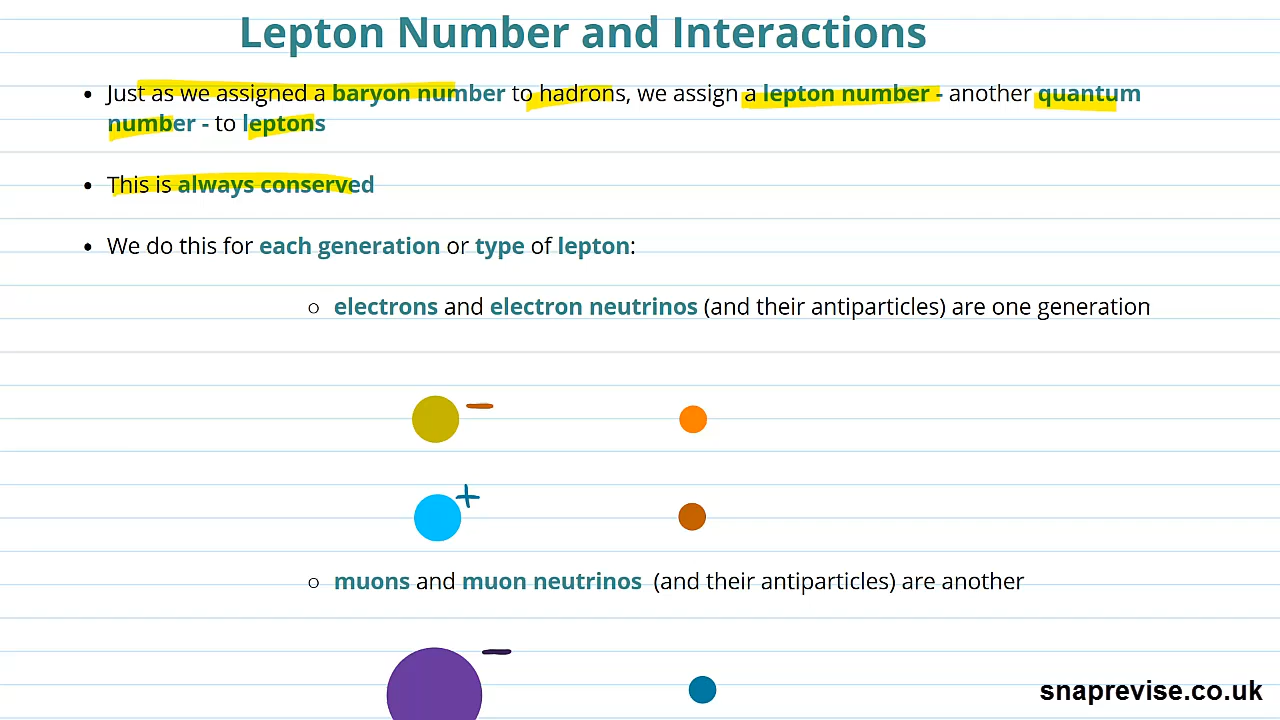 Lepton Number and Interactions
• Just as we assigned a baryon number to hadrons, we assign a lepton number - another quantum
number - to leptons
• This is always conserved
• We do this for each generation or type of lepton:
○ electrons and electron neutrinos (and their antiparticles) are one generation
−
+
○ muons and muon neutrinos (and their antiparticles) are another
−
snaprevise.co.uk